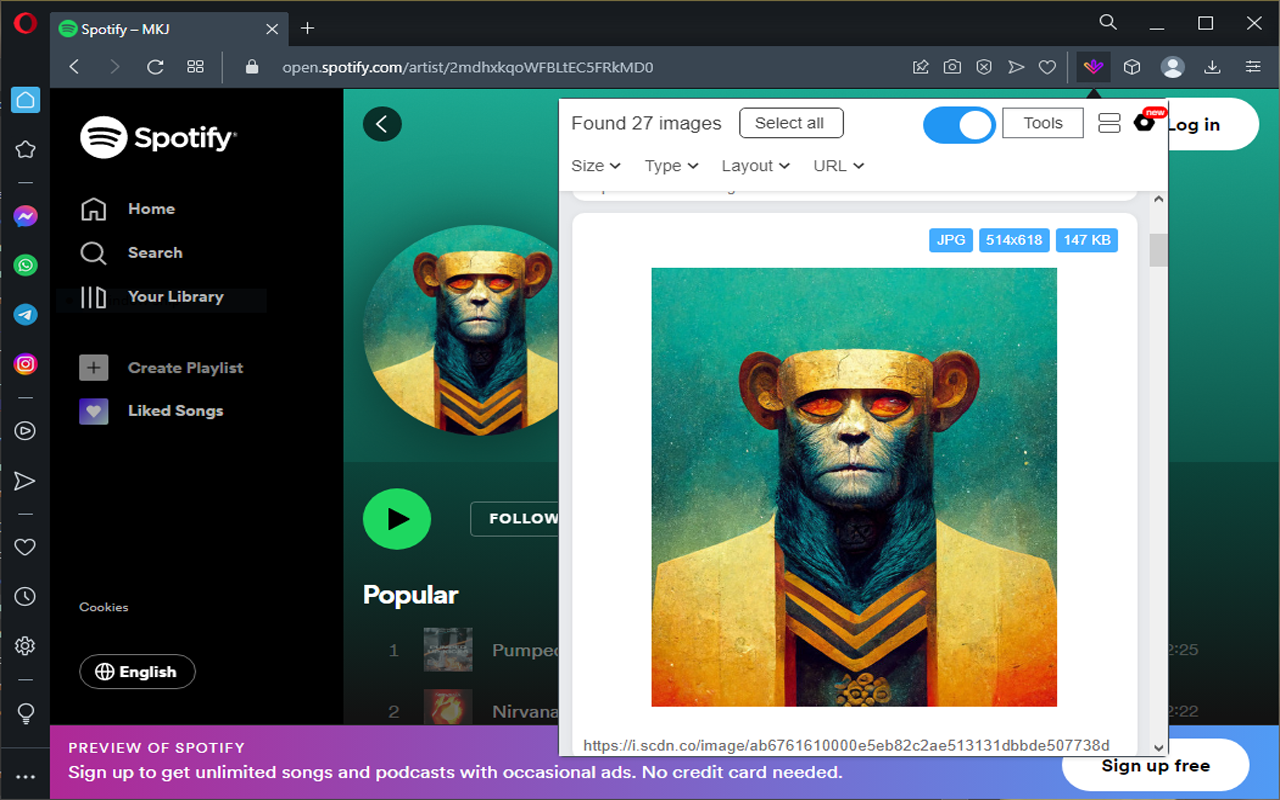 Spotify – MKJ
open.spotify.com/artist/2mdhxkqoWFBLtEC5FRkMD0
Spotify
Home
Search
Your Library
Create Playlist
Liked Songs
Cookies
English
Found 27 images
Select all
Tools
new
Log in
Size
Type
Layout
URL
JPG
514x618
147 KB
https://i.scdn.co/image/ab6761610000e5eb82c2ae513131dbbde507738d
FOLLOW
Popular
1
Pumped
2:25
2
Nirvana
2:22
PREVIEW OF SPOTIFY
Sign up to get unlimited songs and podcasts with occasional ads. No credit card needed.
Sign up free